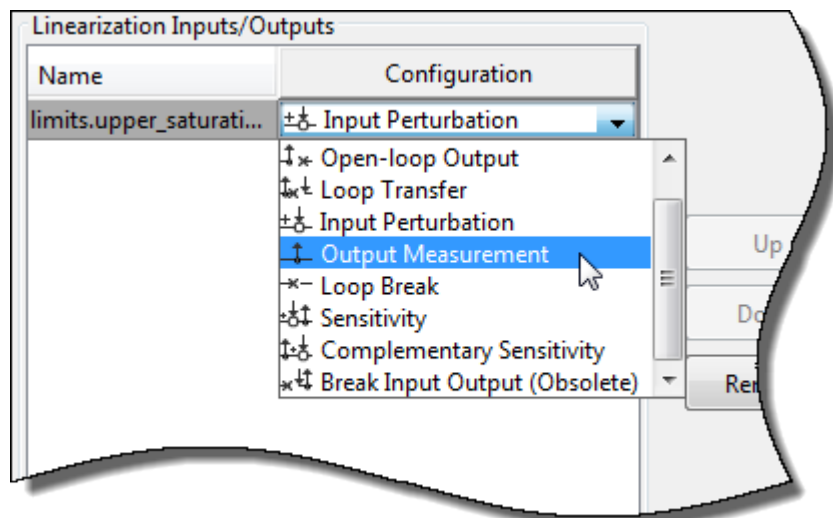 Linearization Inputs/Outputs
Name Configuration
limits.upper_saturati... Input Perturbation
Open-loop Output
Loop Transfer
Input Perturbation
Output Measurement
Loop Break
Sensitivity
Complementary Sensitivity
Break Input Output (Obsolete)
Up